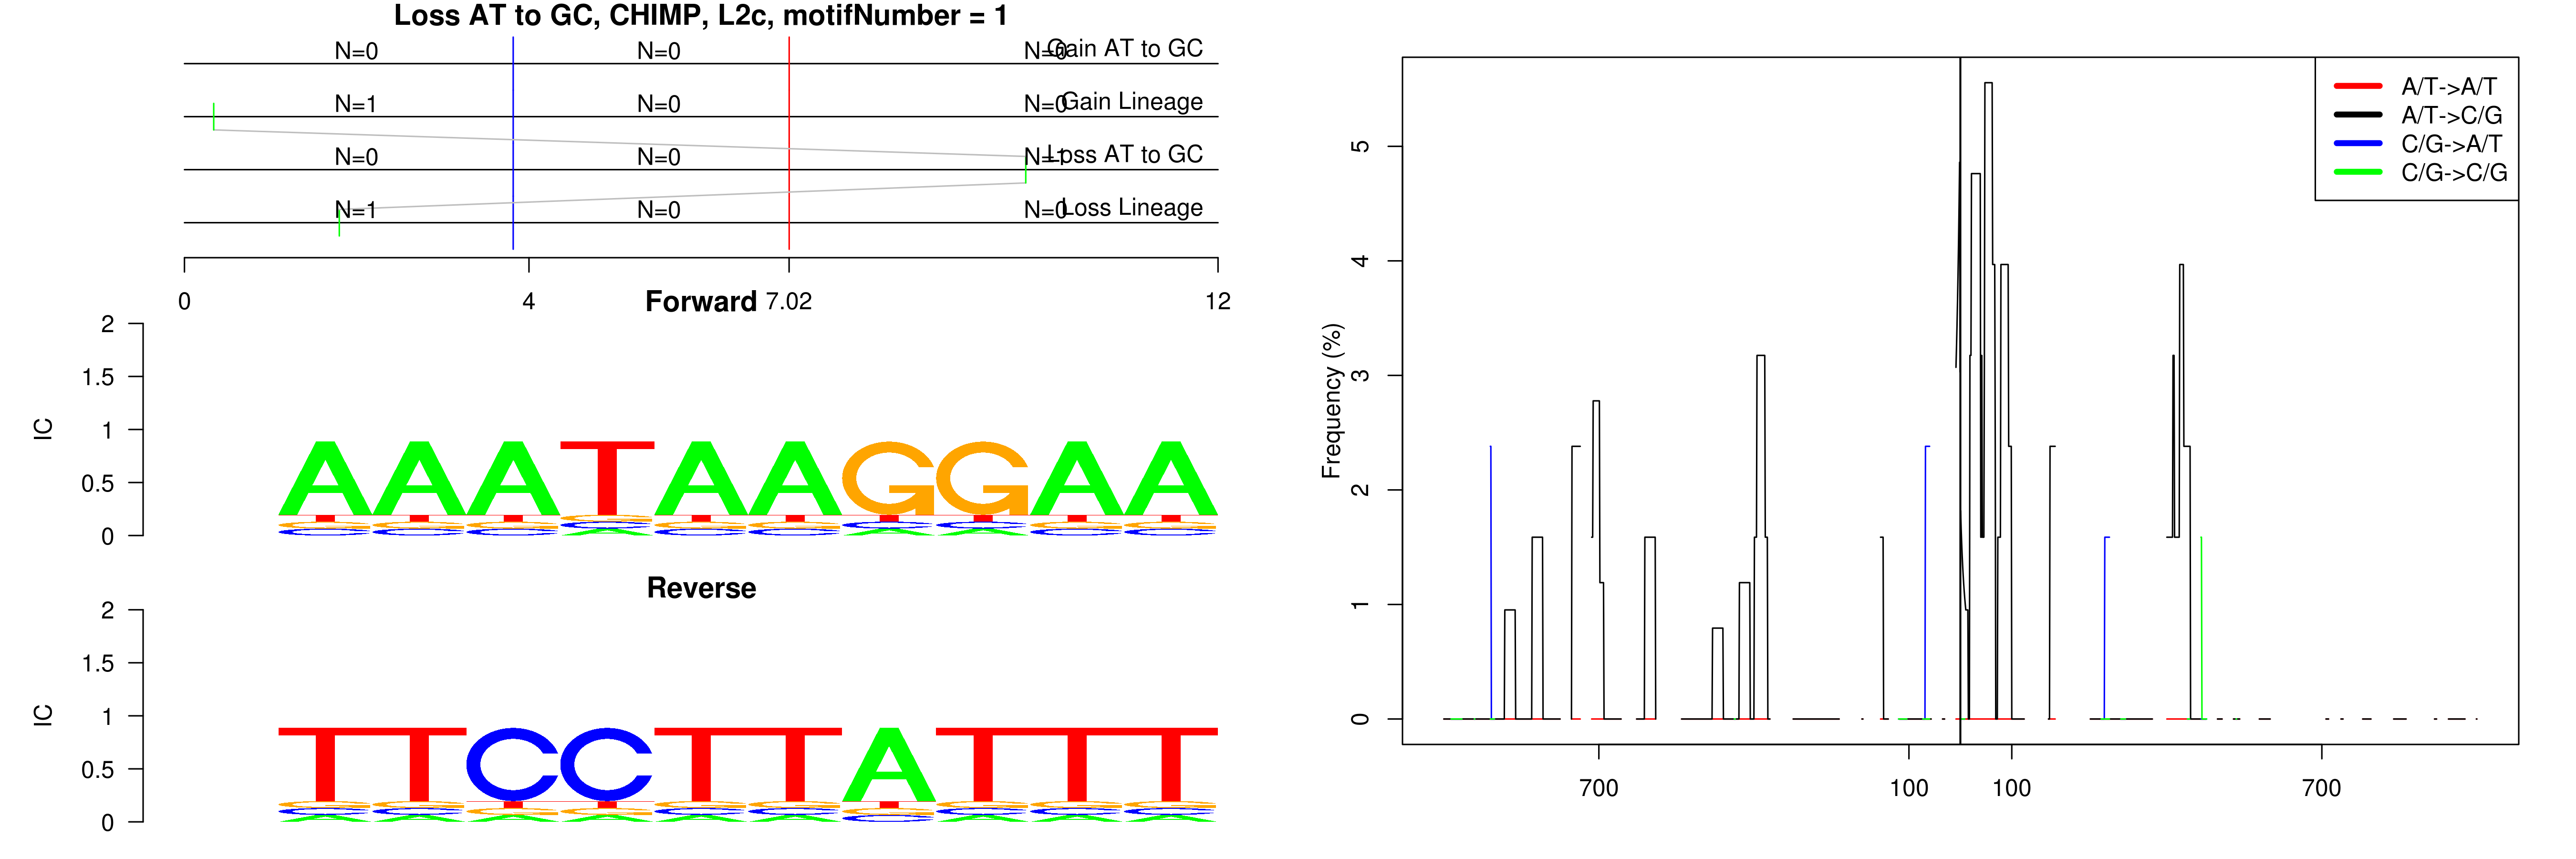 Loss AT to GC, CHIMP, L2c, motifNumber = 1
N=0 N=0 N=0 Gain AT to GC
N=1 N=0 N=0 Gain Lineage
N=0 N=0 N=1 Loss AT to GC
N=1 N=0 N=0 Loss Lineage
0 4 7.02 12
Forward
IC
2
1.5
1
0.5
0
AAATAAGGAA
Reverse
IC
2
1.5
1
0.5
0
TTCCTTATTT
Frequency (%)
5
4
3
2
1
0
700 100 100 700
A/T->A/T
A/T->C/G
C/G->A/T
C/G->C/G